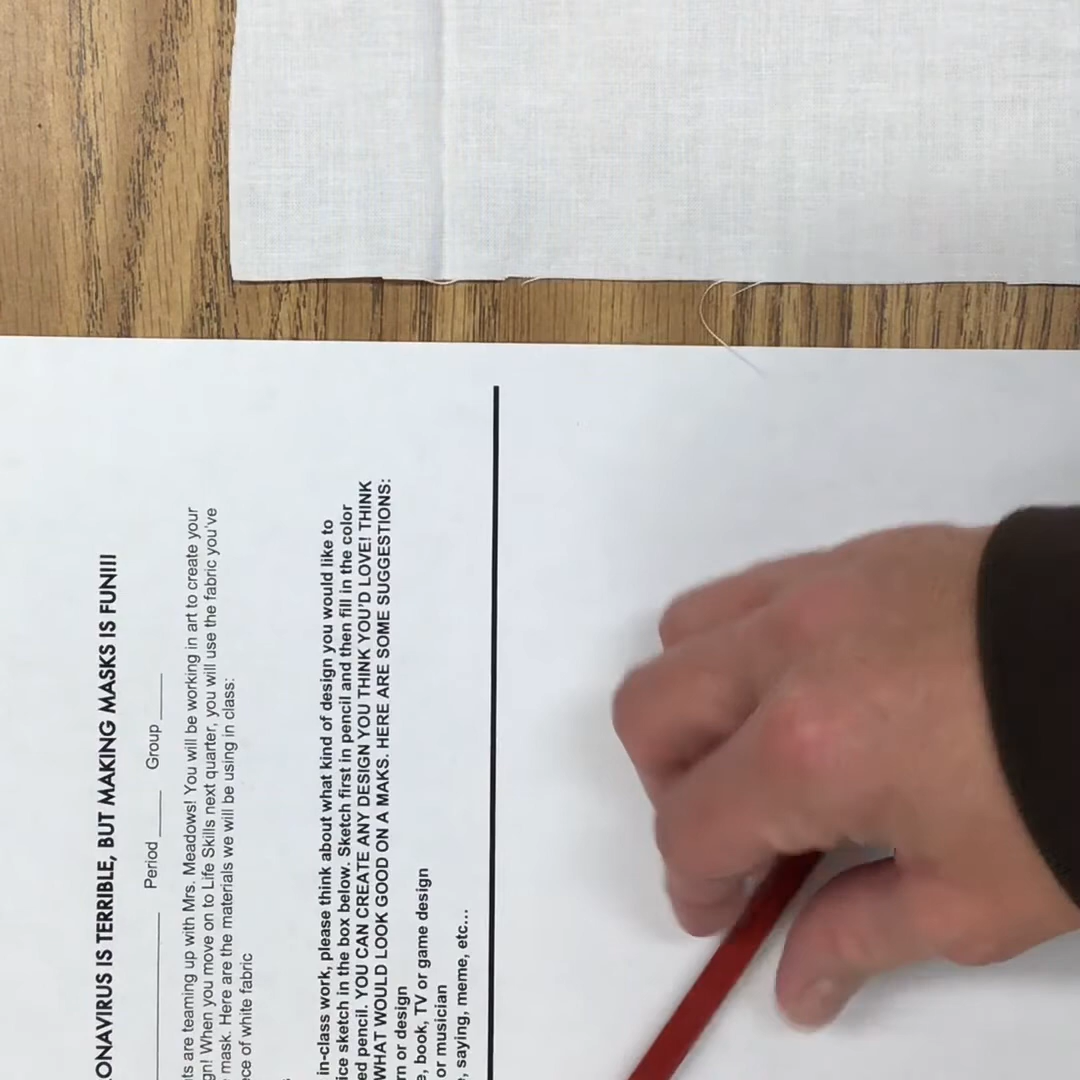 ONAVIRUS IS TERRIBLE, BUT MAKING MASKS IS FUN!!!
Period ___ Group ___
are teaming up with Mrs. Meadows! You will be working in art to create your
When you move on to Life Skills next quarter, you will use the fabric you've
mask. Here are the materials we will be using in class:
of white fabric
in-class work, please think about what kind of design you would like to
sketch in the box below. Sketch first in pencil and then fill in the color
pencil. YOU CAN CREATE ANY DESIGN YOU THINK YOU'D LOVE! THINK
WHAT WOULD LOOK GOOD ON A MAKS. HERE ARE SOME SUGGESTIONS:
or design
book, TV or game design
or musician
saying, meme, etc...